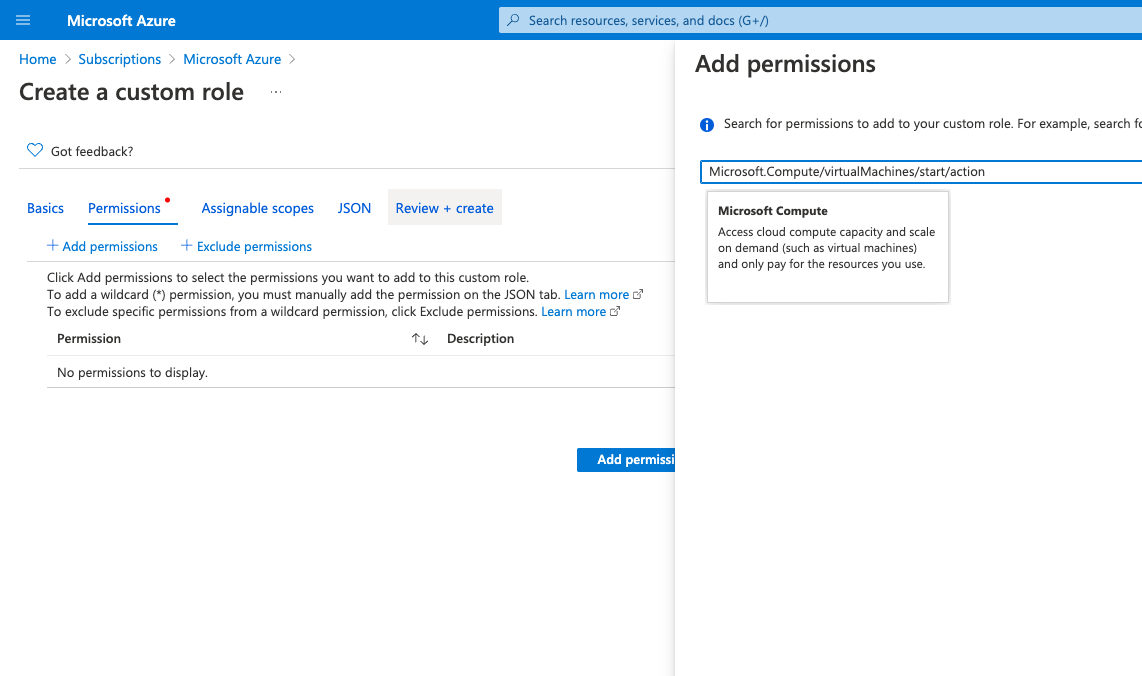 Microsoft Azure
Search resources, services, and docs (G+/)
Home > Subscriptions > Microsoft Azure >
Create a custom role ...
Got feedback?
Basics Permissions Assignable scopes JSON Review + create
+ Add permissions + Exclude permissions
Click Add permissions to select the permissions you want to add to this custom role.
To add a wildcard (*) permission, you must manually add the permission on the JSON tab. Learn more
To exclude specific permissions from a wildcard permission, click Exclude permissions. Learn more
Permission ↑↓ Description
No permissions to display.
Add permissi
Add permissions
Search for permissions to add to your custom role. For example, search fo
Microsoft.Compute/virtualMachines/start/action
Microsoft Compute
Access cloud compute capacity and scale
on demand (such as virtual machines)
and only pay for the resources you use.